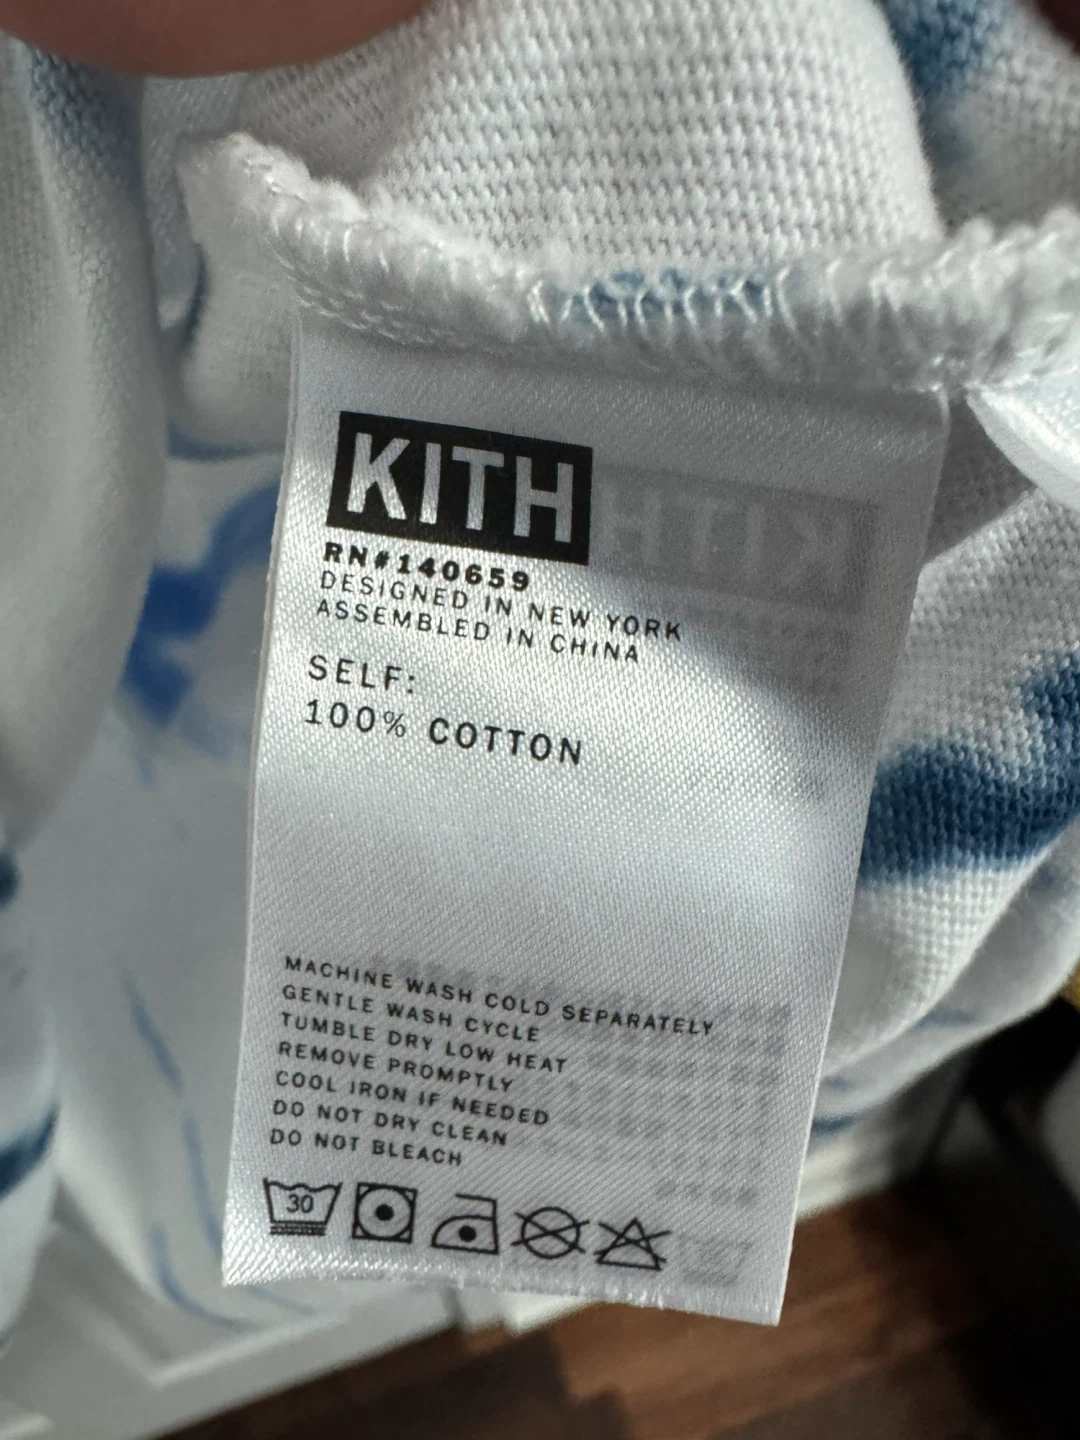 KITH
RN#140659
DESIGNED IN NEW YORK
ASSEMBLED IN CHINA
SELF:
100% COTTON
MACHINE WASH COLD SEPARATELY
GENTLE WASH CYCLE
TUMBLE DRY LOW HEAT
REMOVE PROMPTLY
COOL IRON IF NEEDED
DO NOT DRY CLEAN
DO NOT BLEACH
30